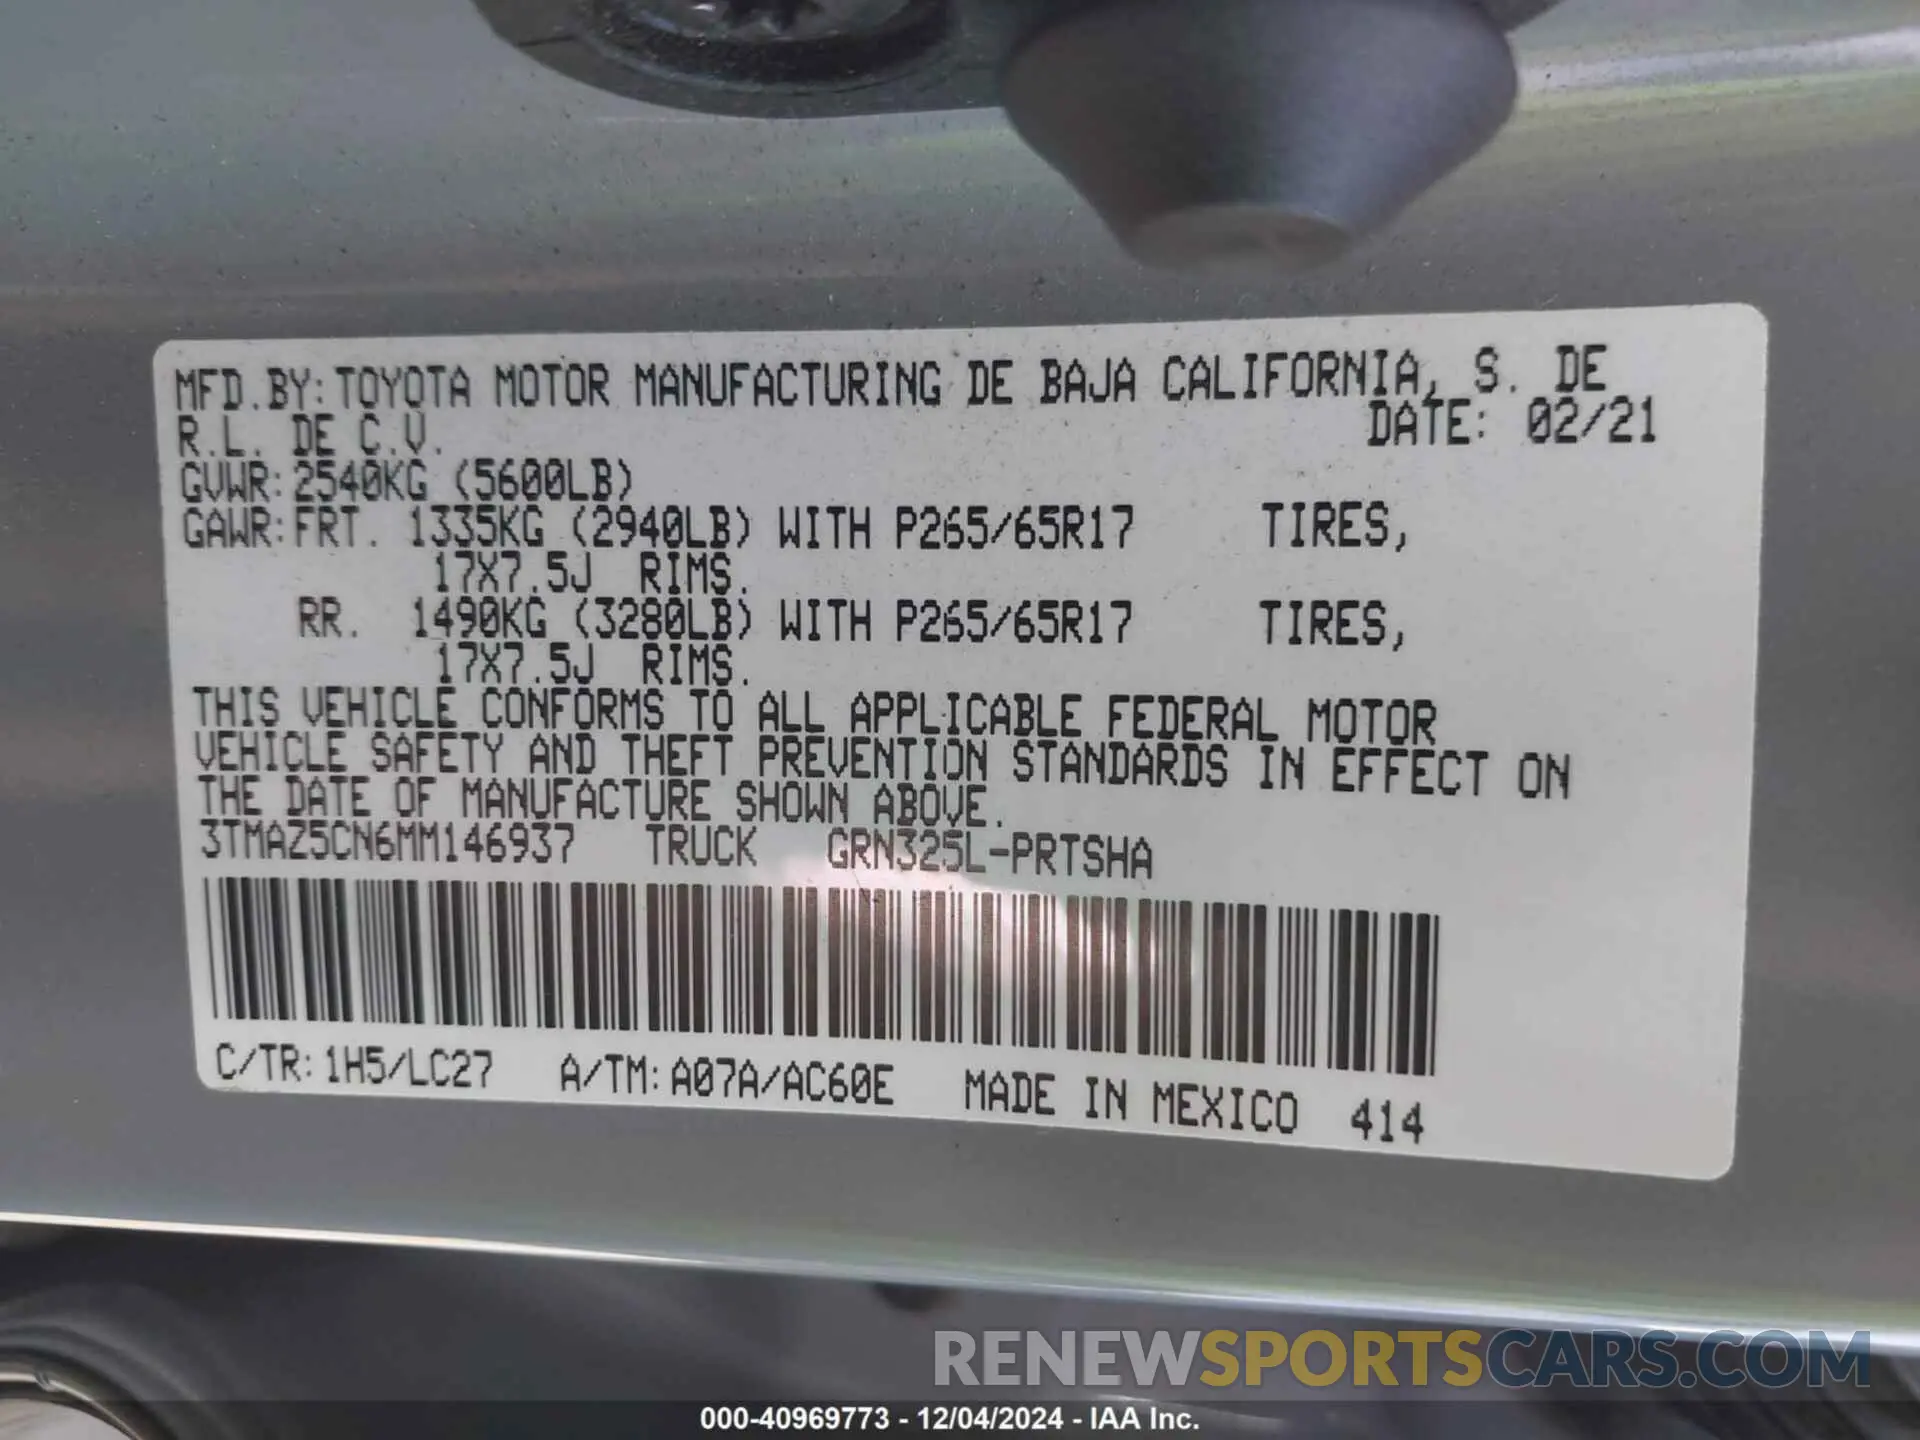 MFD.BY:TOYOTA MOTOR MANUFACTURING DE BAJA CALIFORNIA, S. DE
R.L. DE C.V. DATE: 02/21
GVWR:2540KG (5600LB)
GAWR:FRT. 1335KG (2940LB) WITH P265/65R17 TIRES,
17X7.5J RIMS.
RR. 1490KG (3280LB) WITH P265/65R17 TIRES,
17X7.5J RIMS.
THIS VEHICLE CONFORMS TO ALL APPLICABLE FEDERAL MOTOR
VEHICLE SAFETY AND THEFT PREVENTION STANDARDS IN EFFECT ON
THE DATE OF MANUFACTURE SHOWN ABOVE.
3TMAZ5CN6MM146937 TRUCK GRN325L-PRTSHA
C/TR:1H5/LC27 A/TM:A07A/AC60E MADE IN MEXICO 414
RENEWSPORTSCARS.COM
000-40969773 - 12/04/2024 - IAA Inc.